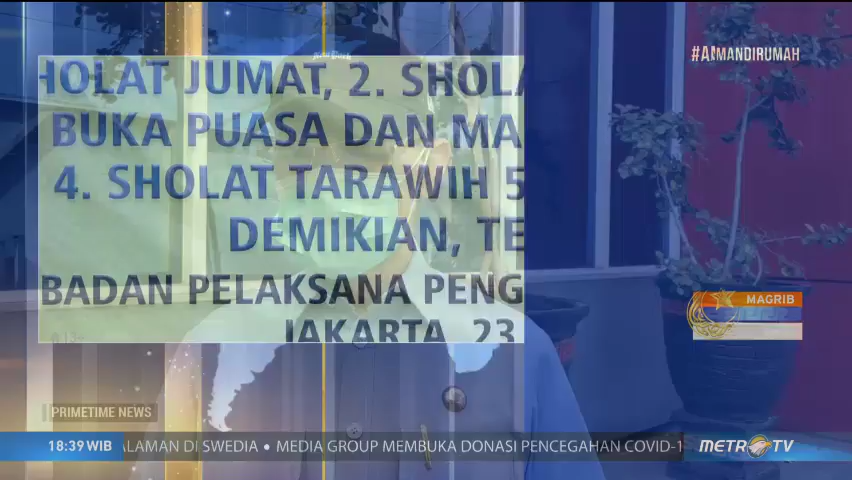 #AMANDIRUMAH
HOLAT JUMAT, 2. SHOLA
BUKA PUASA DAN MA
4. SHOLAT TARAWIH 5
DEMIKIAN, TE
BADAN PELAKSANA PENG
JAKARTA, 23
MAGRIB
PRIMETIME NEWS
18:39 WIB
ALAMAN DI SWEDIA • MEDIA GROUP MEMBUKA DONASI PENCEGAHAN COVID-1
METRO TV